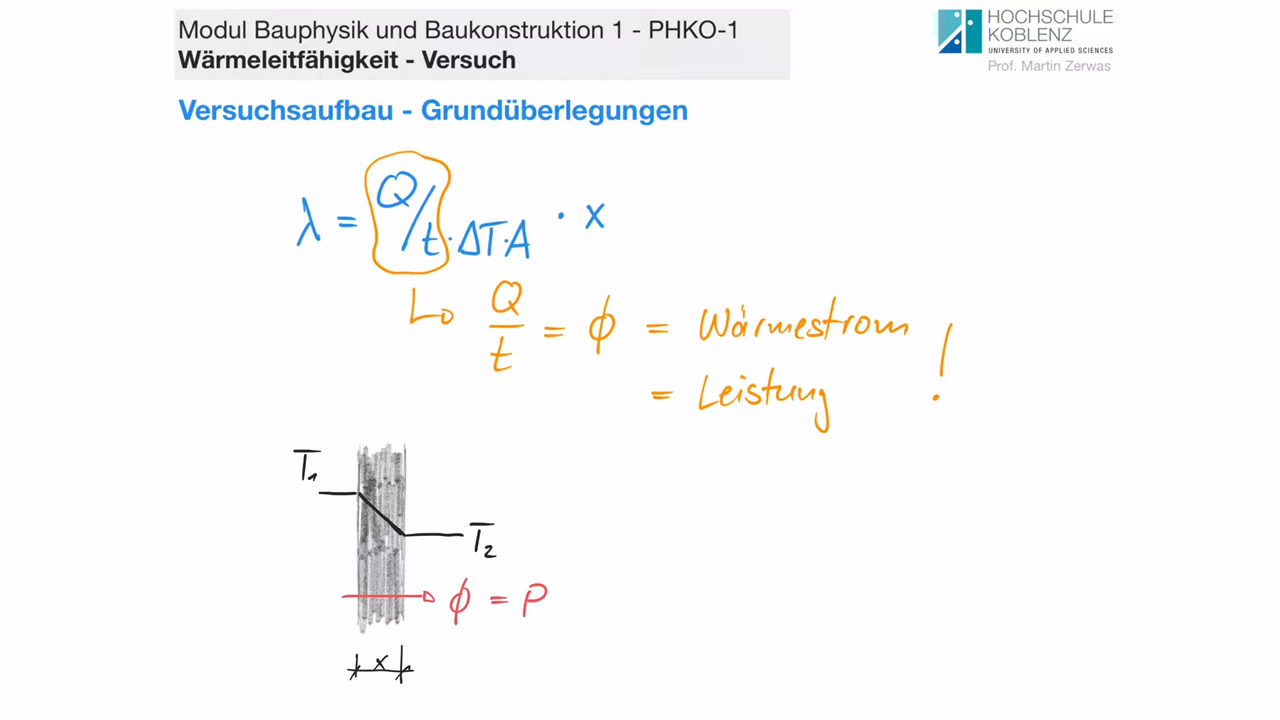 Modul Bauphysik und Baukonstruktion 1 - PHKO-1
Wärmeleitfähigkeit - Versuch
HOCHSCHULE
KOBLENZ
UNIVERSITY OF APPLIED SCIENCES
Prof. Martin Zerwas
Versuchsaufbau - Grundüberlegungen
λ = Q/t · ΔT · A · x
Q/t = ϕ = Wärmestrom
= Leistung !
T₁
T₂
ϕ = P
x